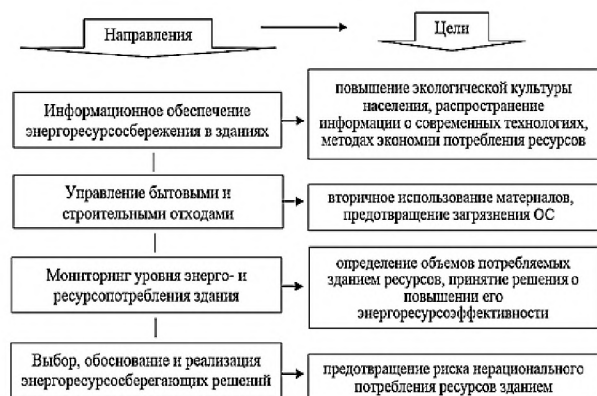 Направления
Цели
Информационное обеспечение
энергоресурсосбережения в зданиях
повышение экологической культуры
населения, распространение
информации о современных технологиях,
методах экономии потребления ресурсов
Управление бытовыми и
строительными отходами
вторичное использование материалов,
предотвращение загрязнения ОС
Мониторинг уровня энерго- и
ресурсопотребления здания
определение объемов потребляемых
зданием ресурсов, принятие решения о
повышении его
энергоресурсоэффективности
Выбор, обоснование и реализация
энергоресурсосберегающих решений
предотвращение риска нерационального
потребления ресурсов зданием